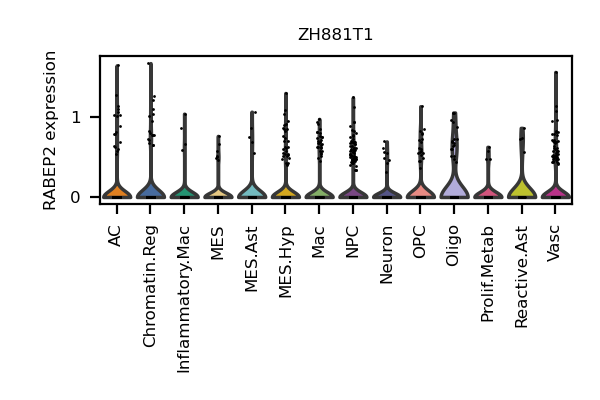 ZH881T1
RABEP2 expression
1
0
AC
Chromatin.Reg
Inflammatory.Mac
MES
MES.Ast
MES.Hyp
Mac
NPC
Neuron
OPC
Oligo
Prolif.Metab
Reactive.Ast
Vasc